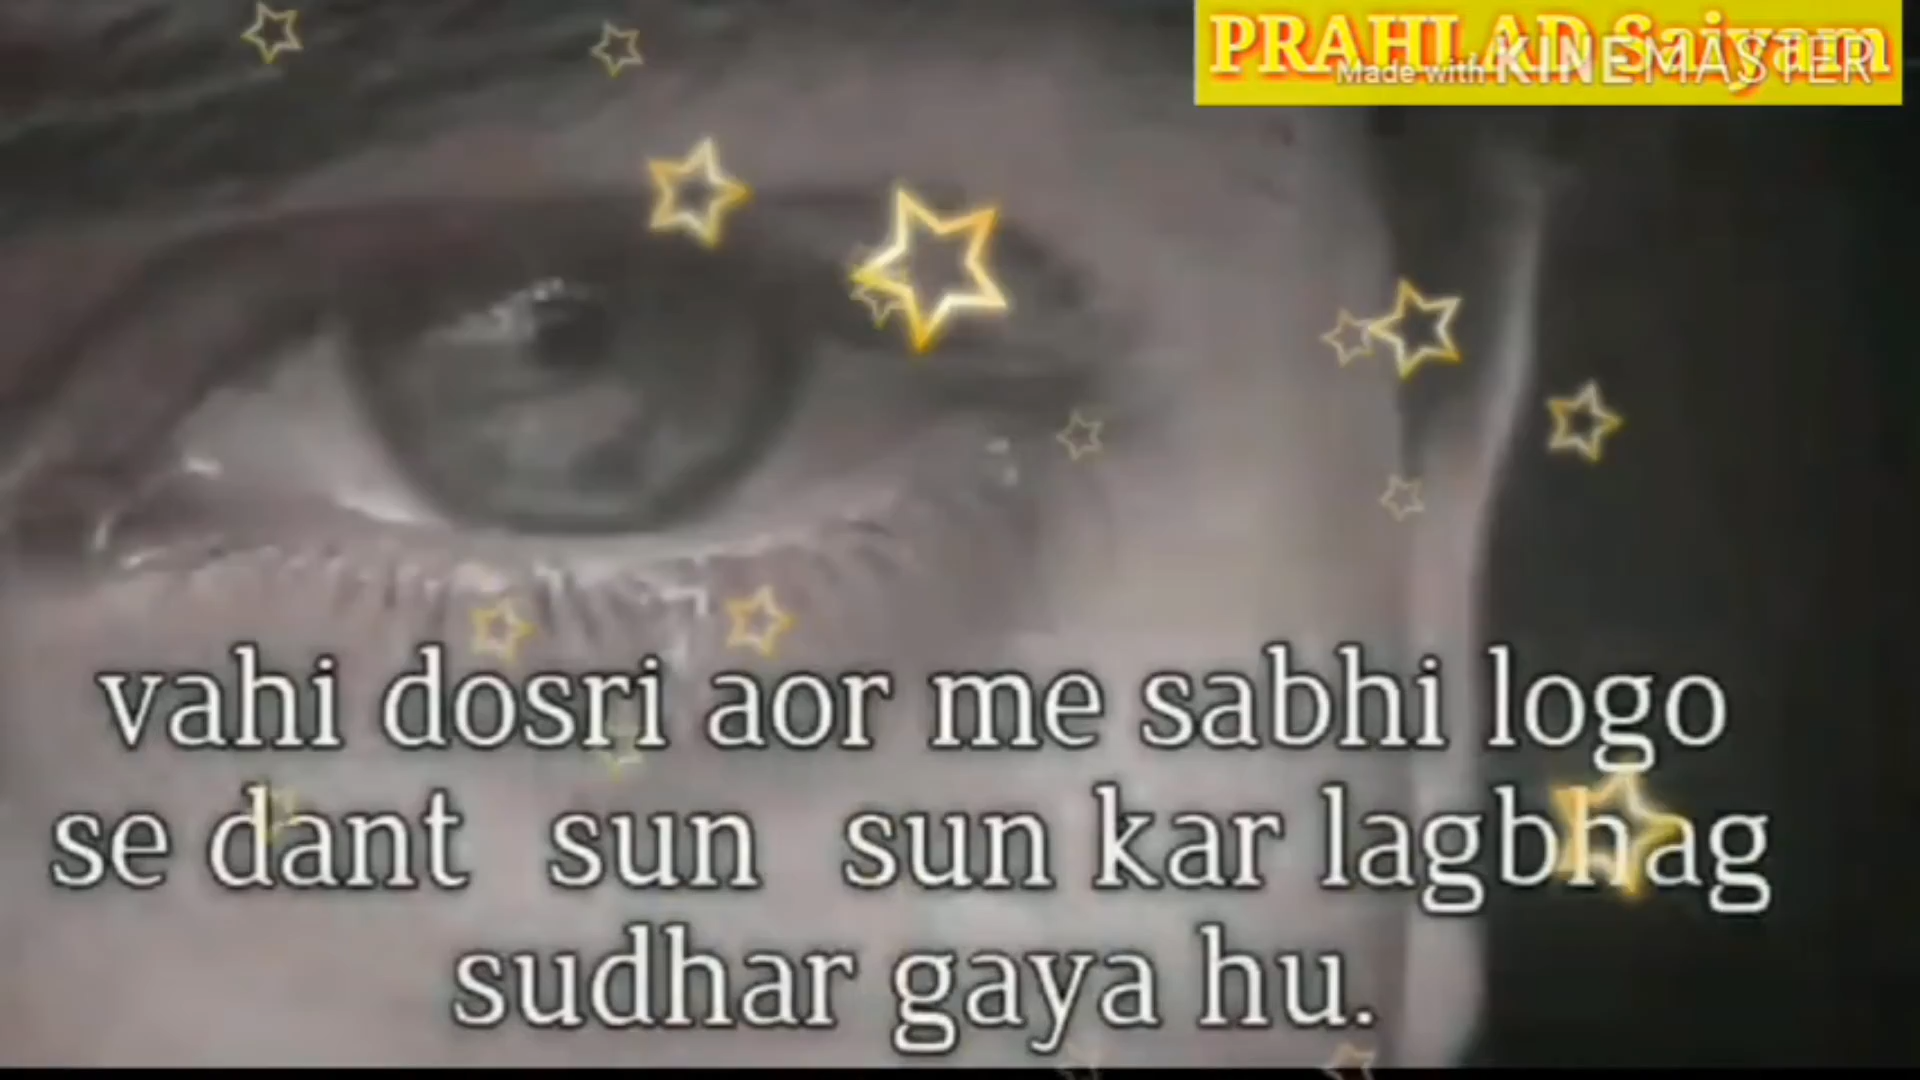 PRAHLAD Saiyam
Made with KINEMASTER
vahi dosri aor me sabhi logo
se dant sun sun kar lagbhag
sudhar gaya hu.